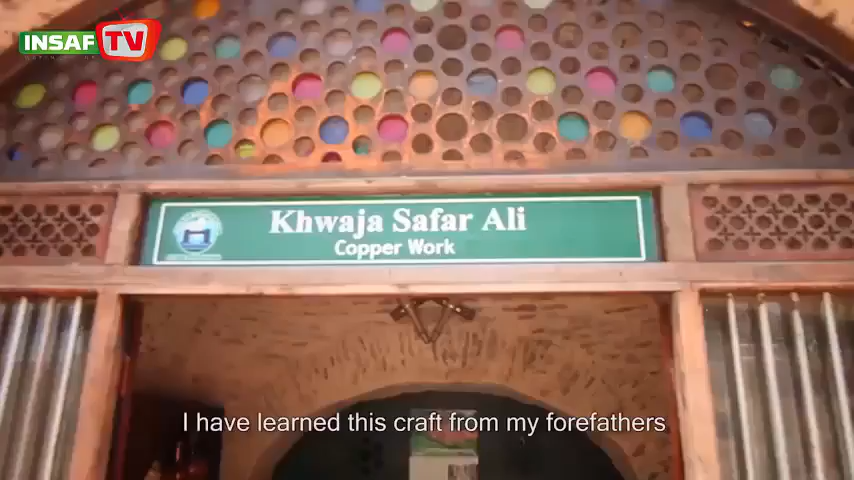 INSAF TV
Khwaja Safar Ali
Copper Work
I have learned this craft from my forefathers